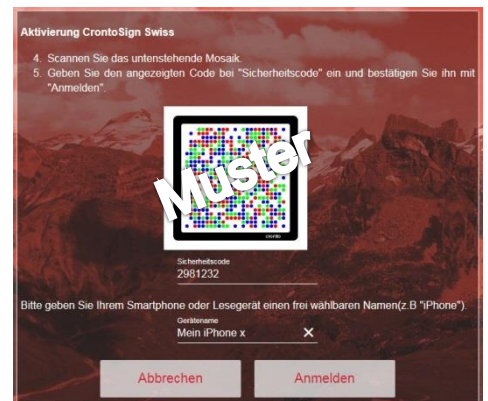 Aktivierung CrontoSign Swiss
4. Scannen Sie das untenstehende Mosaik.
5. Geben Sie den angezeigten Code bei "Sicherheitscode" ein und bestätigen Sie ihn mit
"Anmelden".
Muster
cronto
Sicherheitscode
2981232
Bitte geben Sie Ihrem Smartphone oder Lesegerät einen frei wählbaren Namen(z.B "iPhone").
Gerätename
Mein iPhone x
Abbrechen Anmelden